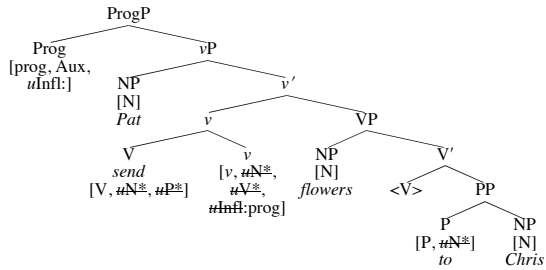 ProgP
Prog vP
[prog, Aux,
uInfl:]
NP v′
[N]
Pat
v VP
V v NP V′
send [v, uN*, [N]
[V, uN*, uP*] uV*, flowers <V> PP
uInfl:prog]
P NP
[P, uN*] [N]
to Chris